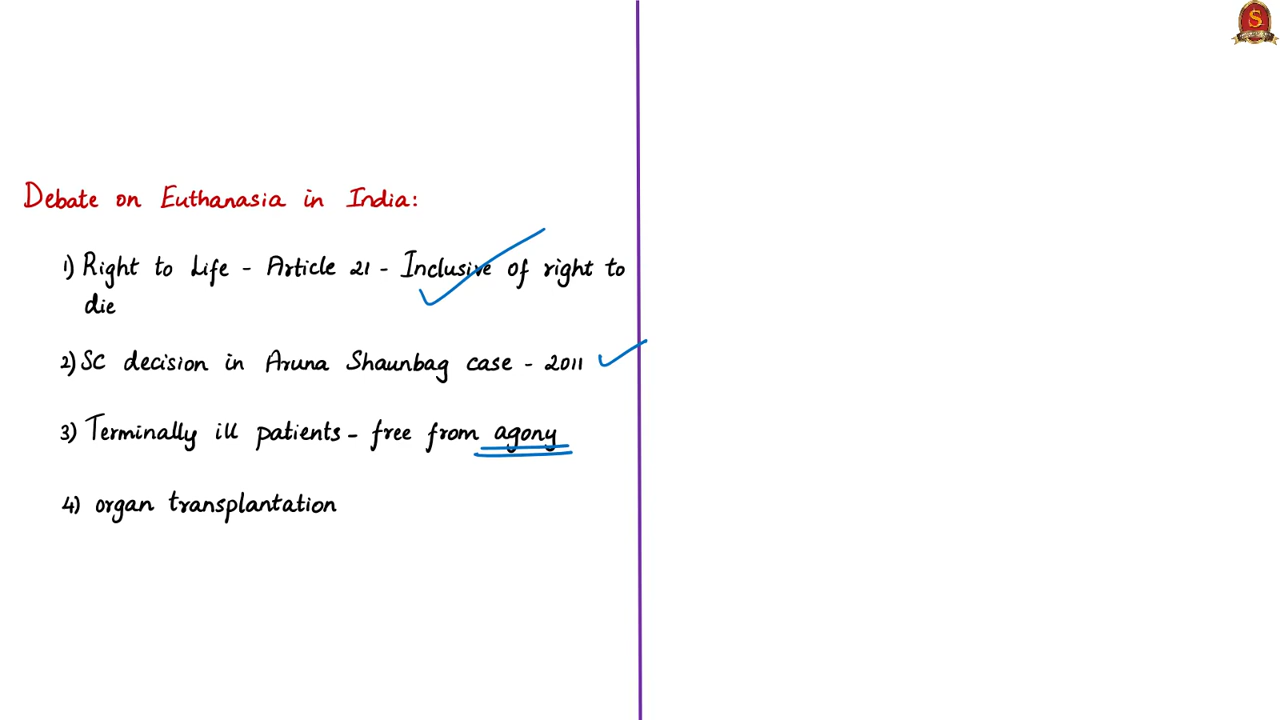 Debate on Euthanasia in India:
1) Right to Life - Article 21 - Inclusive of right to
die
2) SC decision in Aruna Shaunbag case - 2011
3) Terminally ill patients - free from agony
4) organ transplantation
S